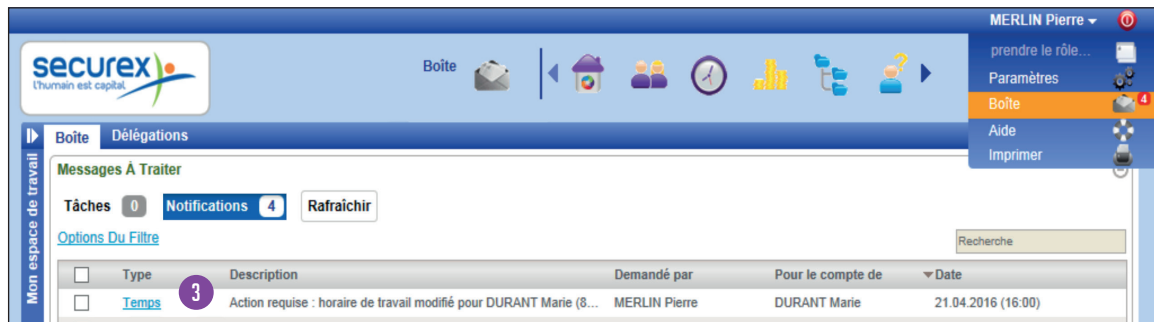 MERLIN Pierre
securex
l'humain est capital
Boîte
prendre le rôle...
Paramètres
Boîte
4
Aide
Imprimer
Mon espace de travail
Boîte Délégations
Messages À Traiter
Tâches 0 Notifications 4 Rafraîchir
Options Du Filtre
Recherche
Type Description Demandé par Pour le compte de Date
Temps 3 Action requise : horaire de travail modifié pour DURANT Marie (8... MERLIN Pierre DURANT Marie 21.04.2016 (16:00)